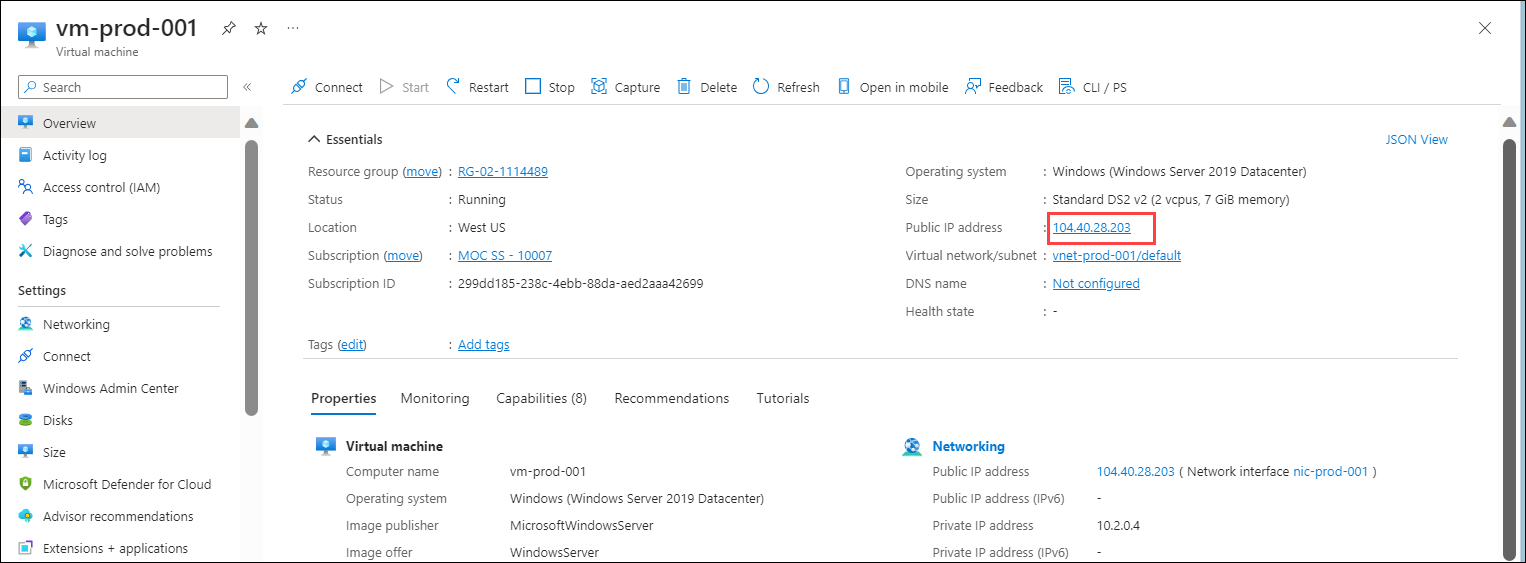 vm-prod-001
Virtual machine
Search
Connect Start Restart Stop Capture Delete Refresh Open in mobile Feedback CLI / PS
Overview
Activity log
Access control (IAM)
Tags
Diagnose and solve problems
Settings
Networking
Connect
Windows Admin Center
Disks
Size
Microsoft Defender for Cloud
Advisor recommendations
Extensions + applications
Essentials
JSON View
Resource group (move) : RG-02-1114489
Status : Running
Location : West US
Subscription (move) : MOC SS - 10007
Subscription ID : 299dd185-238c-4ebb-88da-aed2aaa42699
Operating system : Windows (Windows Server 2019 Datacenter)
Size : Standard DS2 v2 (2 vcpus, 7 GiB memory)
Public IP address : 104.40.28.203
Virtual network/subnet : vnet-prod-001/default
DNS name : Not configured
Health state : -
Tags (edit) : Add tags
Properties Monitoring Capabilities (8) Recommendations Tutorials
Virtual machine
Computer name vm-prod-001
Operating system Windows (Windows Server 2019 Datacenter)
Image publisher MicrosoftWindowsServer
Image offer WindowsServer
Networking
Public IP address 104.40.28.203 ( Network interface nic-prod-001 )
Public IP address (IPv6) -
Private IP address 10.2.0.4
Private IP address (IPv6) -